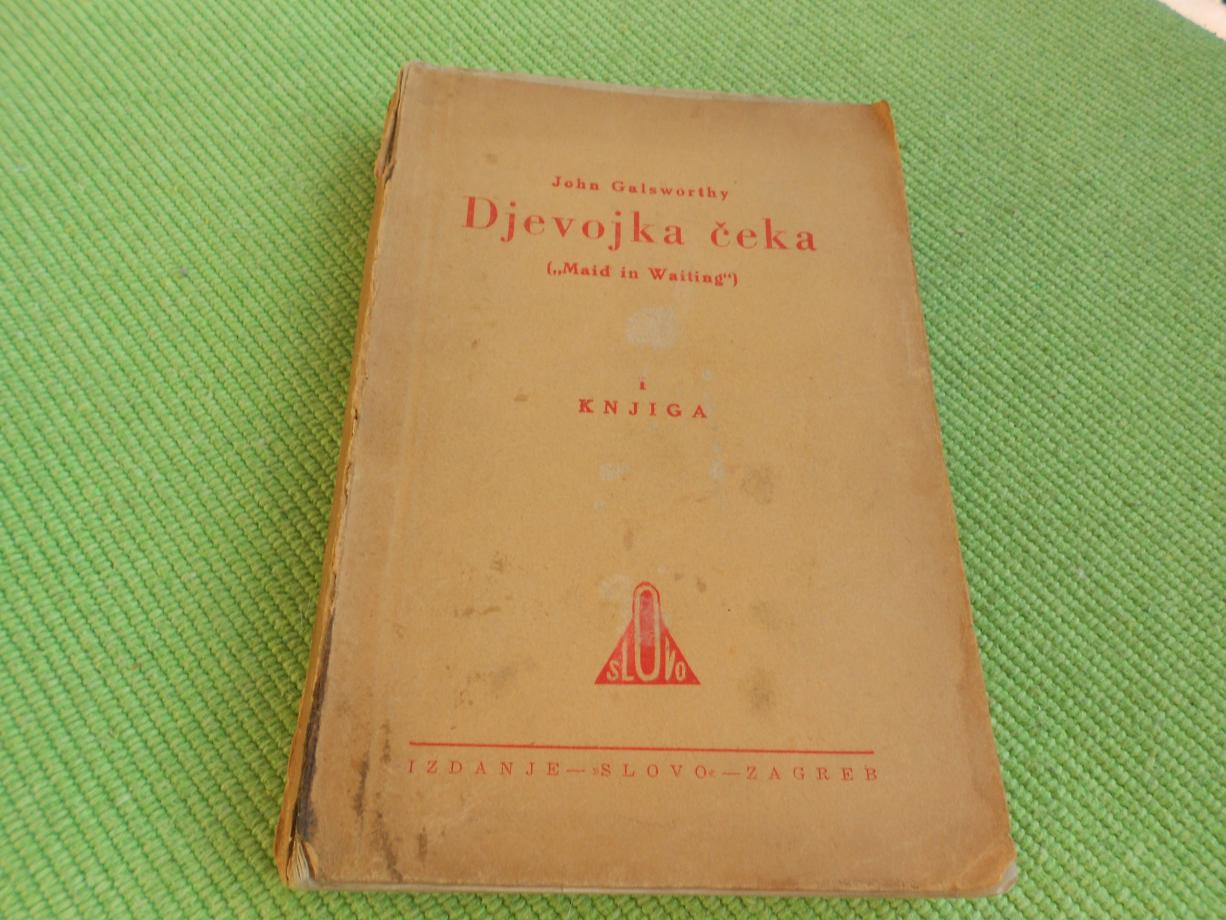 John Galsworthy
Djevojka čeka
(„Maid in Waiting“)
I
KNJIGA
SLOVO
IZDANJE — »SLOVO« — ZAGREB